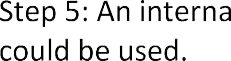 Step 5: An interna
could be used.